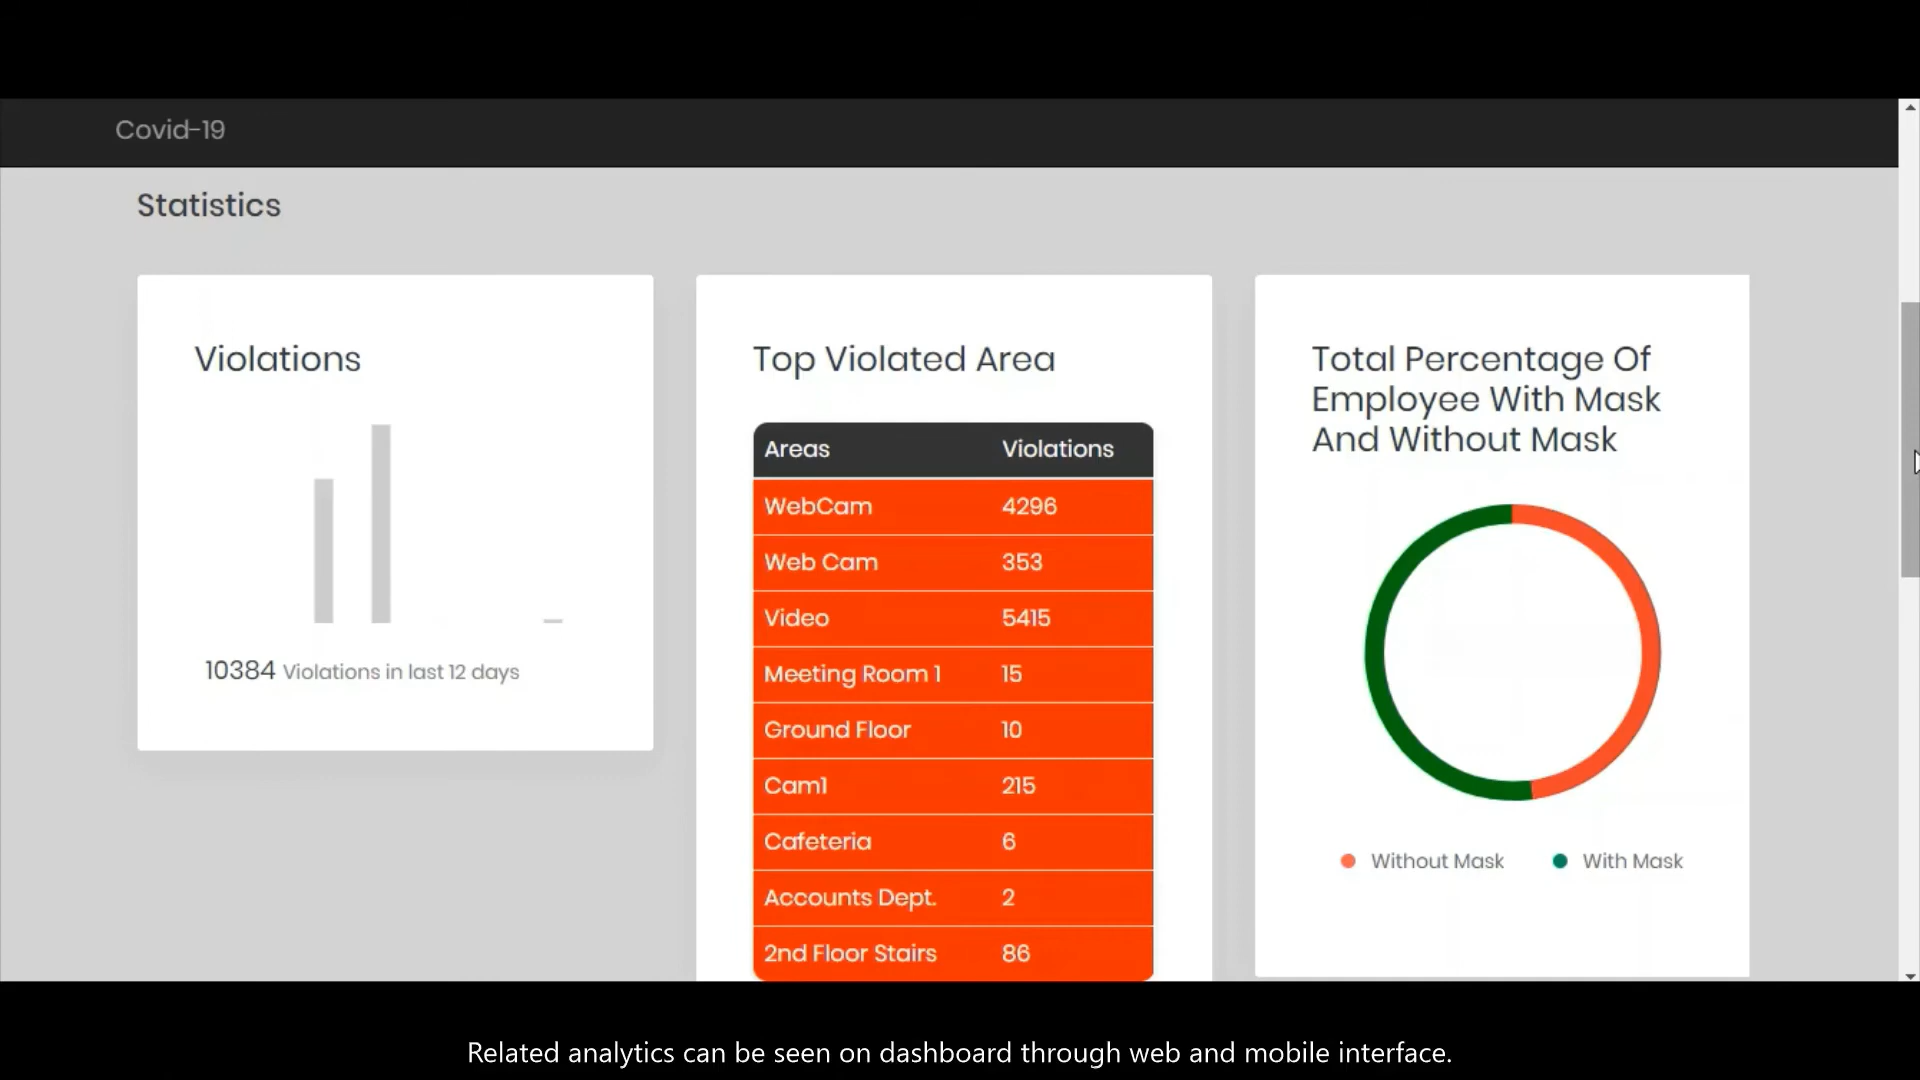 Covid-19
Statistics
Violations
10384 Violations in last 12 days
Top Violated Area
Areas Violations
WebCam 4296
Web Cam 353
Video 5415
Meeting Room 1 15
Ground Floor 10
Cam1 215
Cafeteria 6
Accounts Dept. 2
2nd Floor Stairs 86
Total Percentage Of
Employee With Mask
And Without Mask
Without Mask With Mask
Related analytics can be seen on dashboard through web and mobile interface.